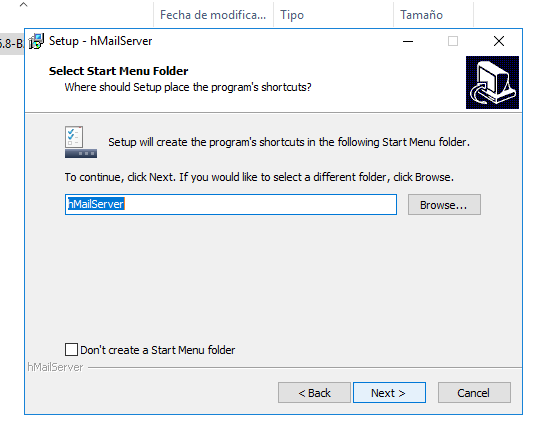 Fecha de modifica...
Tipo
Tamaño
Setup - hMailServer
Select Start Menu Folder
Where should Setup place the program's shortcuts?
Setup will create the program's shortcuts in the following Start Menu folder.
To continue, click Next. If you would like to select a different folder, click Browse.
hMailServer
Browse...
Don't create a Start Menu folder
hMailServer
< Back
Next >
Cancel